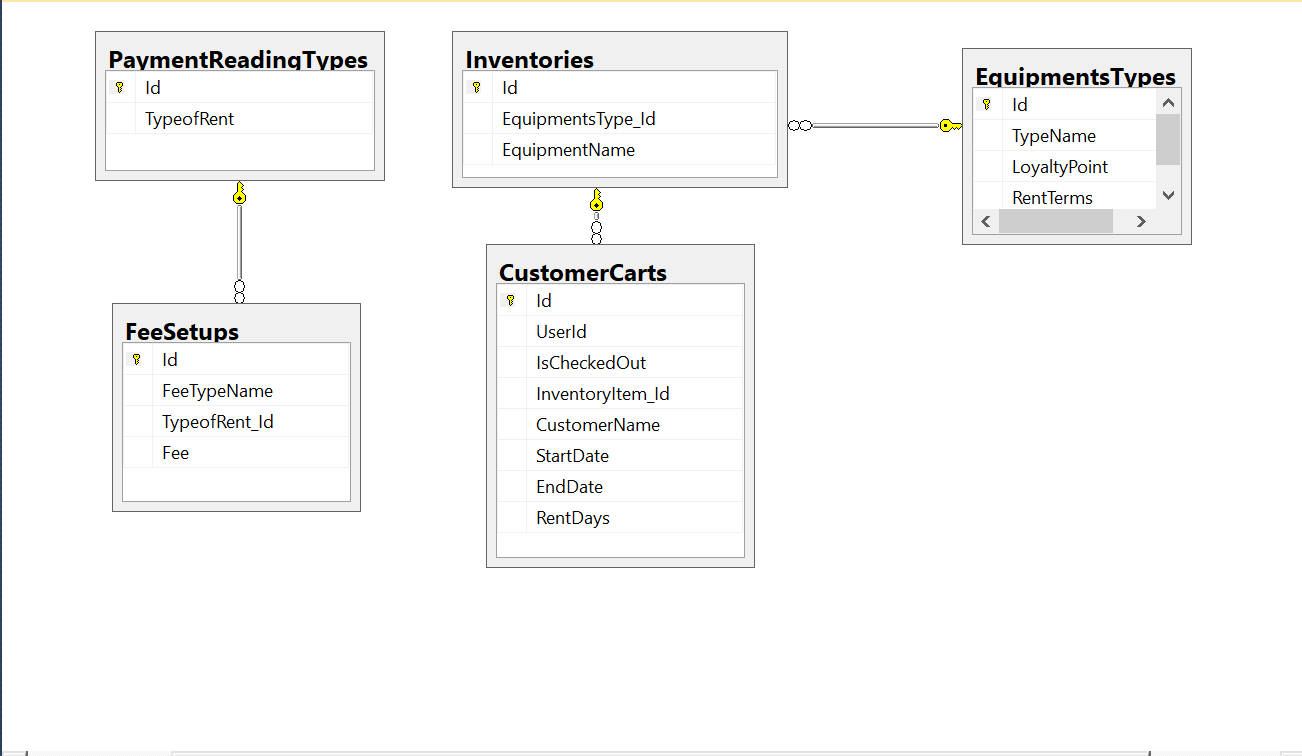 PaymentReadingTypes
Id
TypeofRent
Inventories
Id
EquipmentsType_Id
EquipmentName
EquipmentsTypes
Id
TypeName
LoyaltyPoint
RentTerms
FeeSetups
Id
FeeTypeName
TypeofRent_Id
Fee
CustomerCarts
Id
UserId
IsCheckedOut
InventoryItem_Id
CustomerName
StartDate
EndDate
RentDays